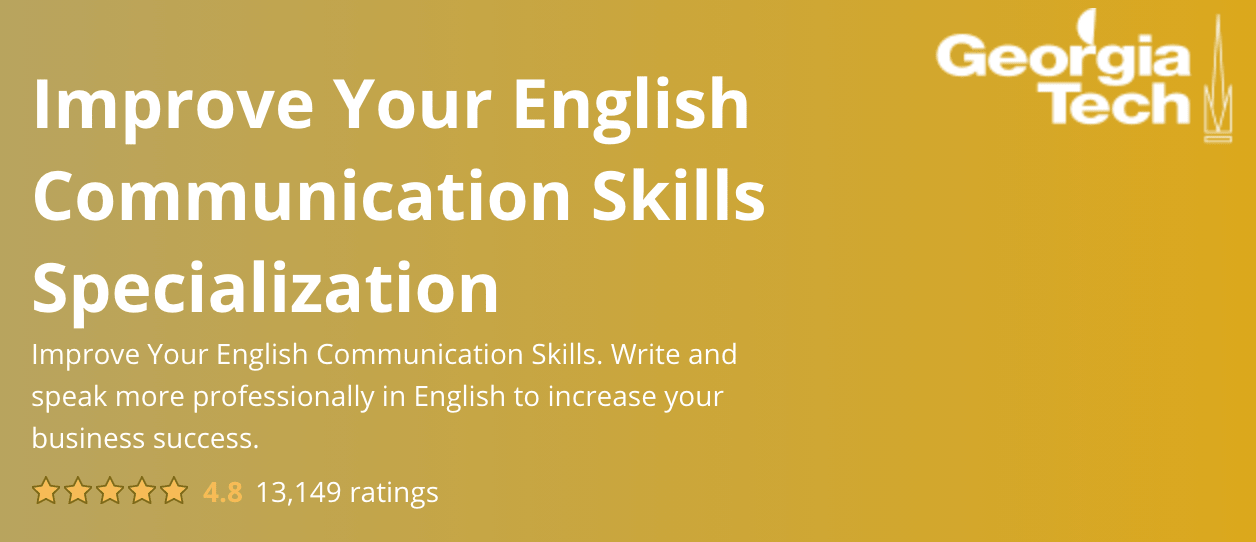 Georgia
Tech
Improve Your English
Communication Skills
Specialization
Improve Your English Communication Skills. Write and
speak more professionally in English to increase your
business success.
4.8 13,149 ratings